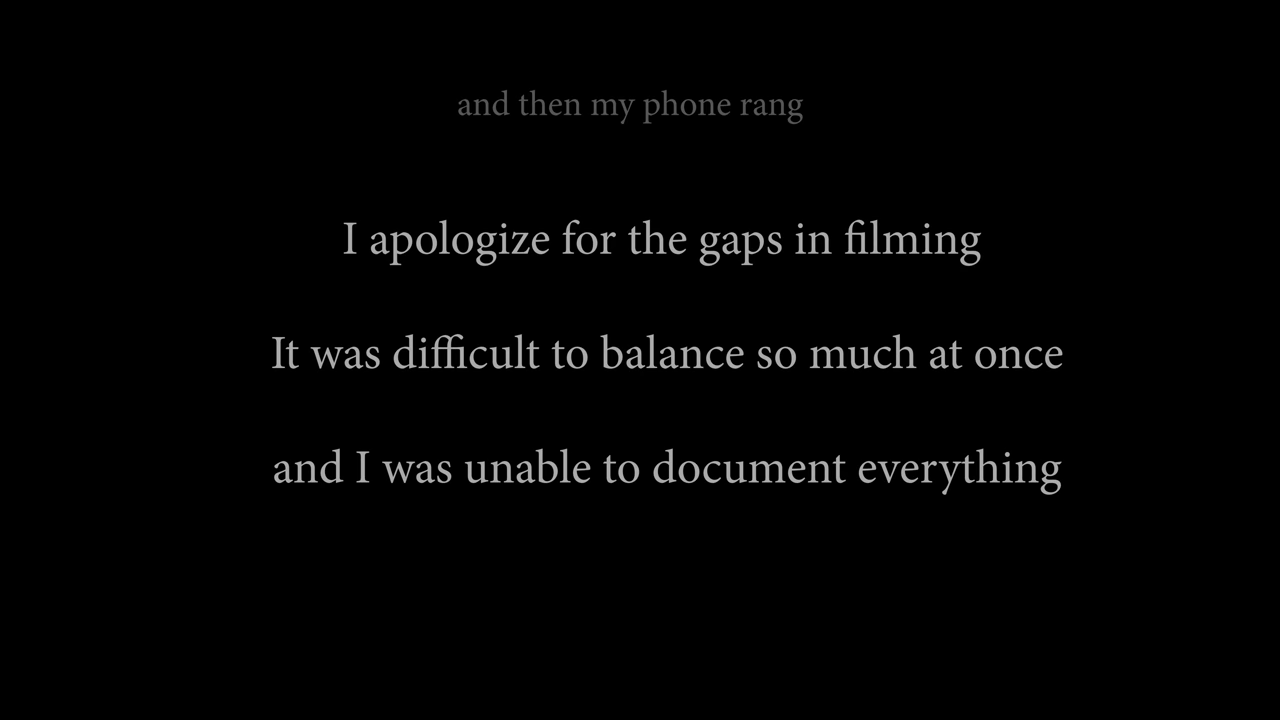 and then my phone rang
I apologize for the gaps in filming
It was difficult to balance so much at once
and I was unable to document everything